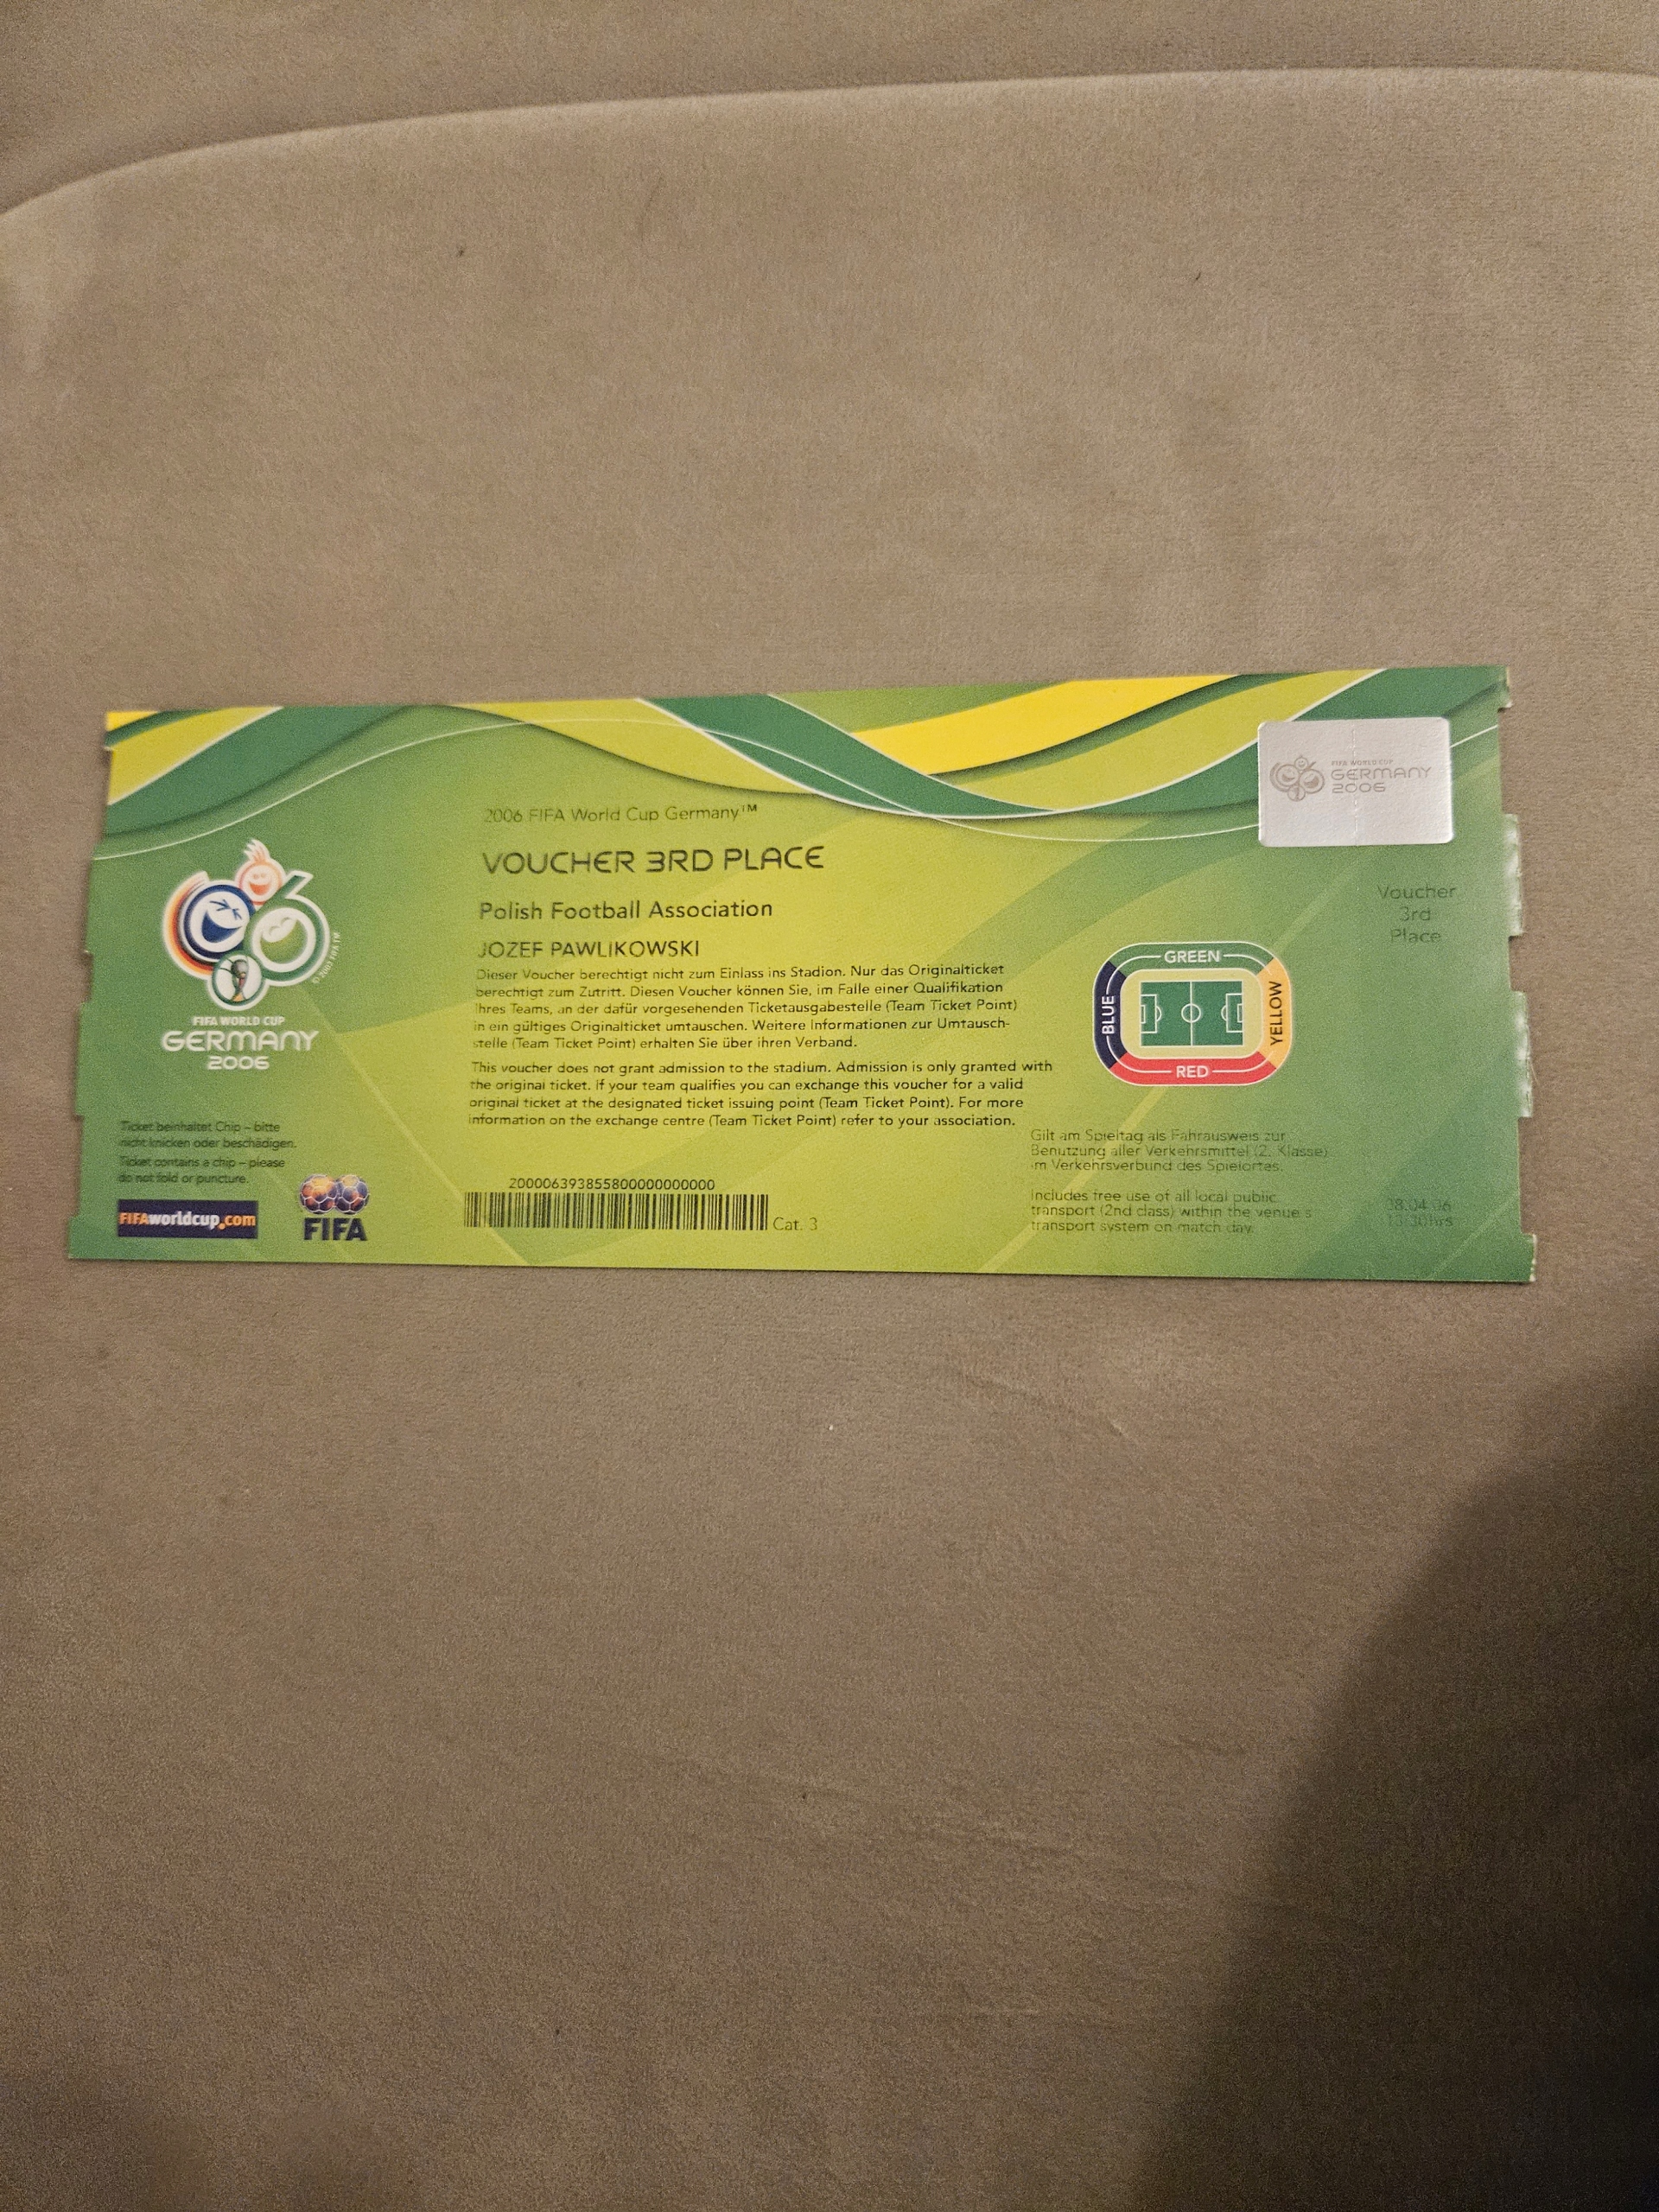 FIFA WORLD CUP
GERMANY
2006
2006 FIFA World Cup Germany™
VOUCHER 3RD PLACE
Polish Football Association
JOZEF PAWLIKOWSKI
Dieser Voucher berechtigt nicht zum Einlass ins Stadion. Nur das Originalticket
berechtigt zum Zutritt. Diesen Voucher können Sie, im Falle einer Qualifikation
Ihres Teams, an der dafür vorgesehenden Ticketausgabestelle (Team Ticket Point)
in ein gültiges Originalticket umtauschen. Weitere Informationen zur Umtausch-
stelle (Team Ticket Point) erhalten Sie über ihren Verband.
This voucher does not grant admission to the stadium. Admission is only granted with
the original ticket. If your team qualifies you can exchange this voucher for a valid
original ticket at the designated ticket issuing point (Team Ticket Point). For more
information on the exchange centre (Team Ticket Point) refer to your association.
Voucher
3rd
Place
GREEN
BLUE
YELLOW
RED
FIFA WORLD CUP
GERMANY
2006
Ticket beinhaltet Chip – bitte
nicht knicken oder beschädigen.
Ticket contains a chip – please
do not fold or puncture.
FIFAworldcup.com
FIFA
20000639385580000000000
Cat. 3
Gilt am Spieltag als Fahrausweis zur
Benutzung aller Verkehrsmittel (2. Klasse)
im Verkehrsverbund des Spielortes.
Includes free use of all local public
transport (2nd class) within the venue's
transport system on match day.